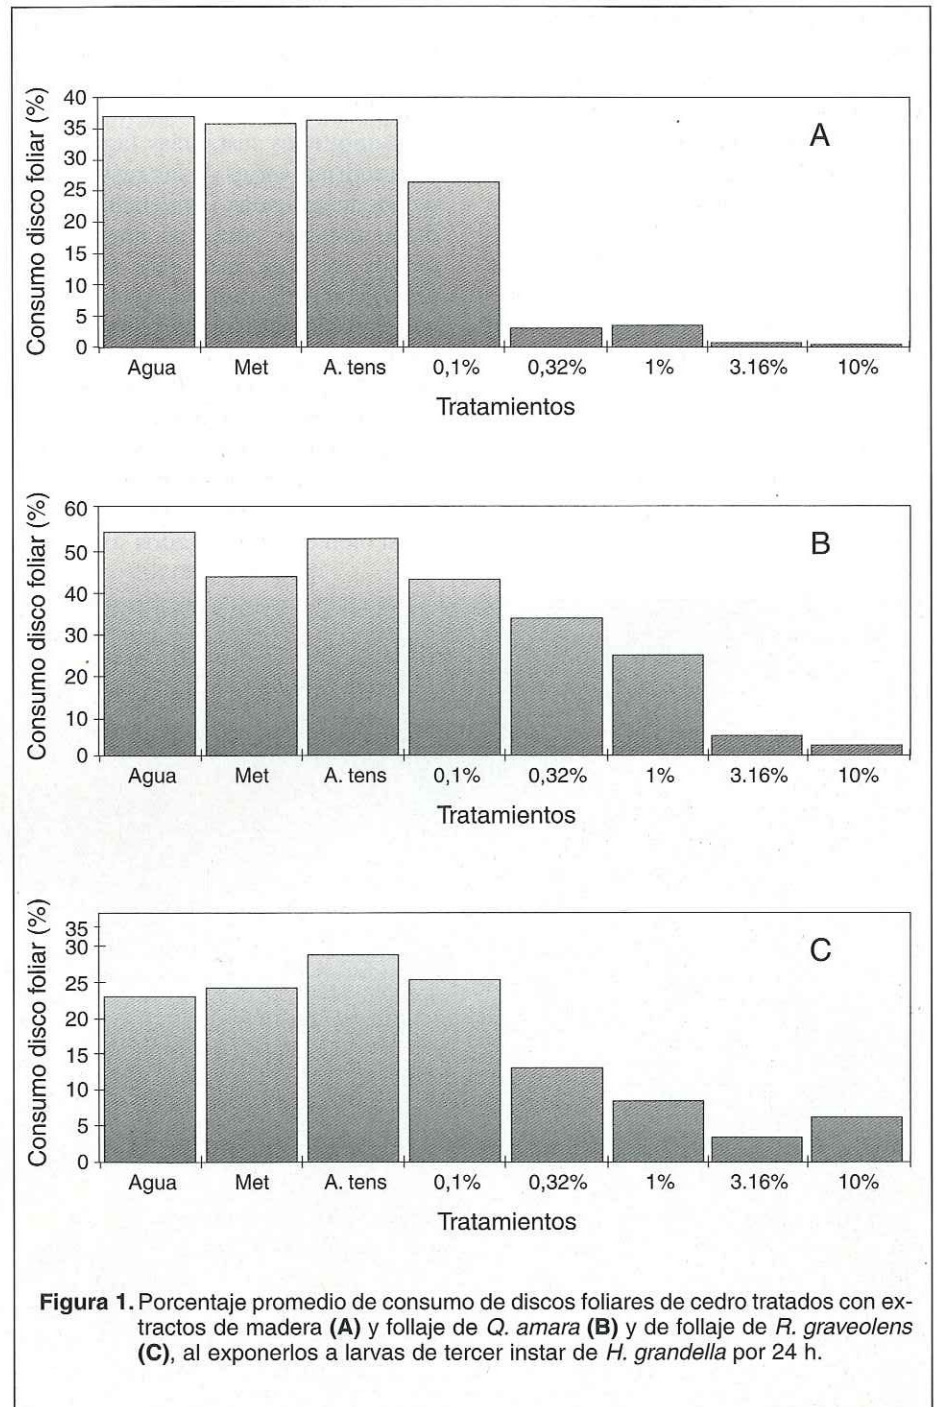 Consumo disco foliar (%)
40
35
30
25
20
15
10
5
0
A
Agua Met A. tens 0,1% 0,32% 1% 3.16% 10%
Tratamientos
Consumo disco foliar (%)
60
50
40
30
20
10
0
B
Agua Met A. tens 0,1% 0,32% 1% 3.16% 10%
Tratamientos
Consumo disco foliar (%)
35
30
25
20
15
10
5
0
C
Agua Met A. tens 0,1% 0,32% 1% 3.16% 10%
Tratamientos
Figura 1. Porcentaje promedio de consumo de discos foliares de cedro tratados con ex-
tractos de madera (A) y follaje de Q. amara (B) y de follaje de R. graveolens
(C), al exponerlos a larvas de tercer instar de H. grandella por 24 h.